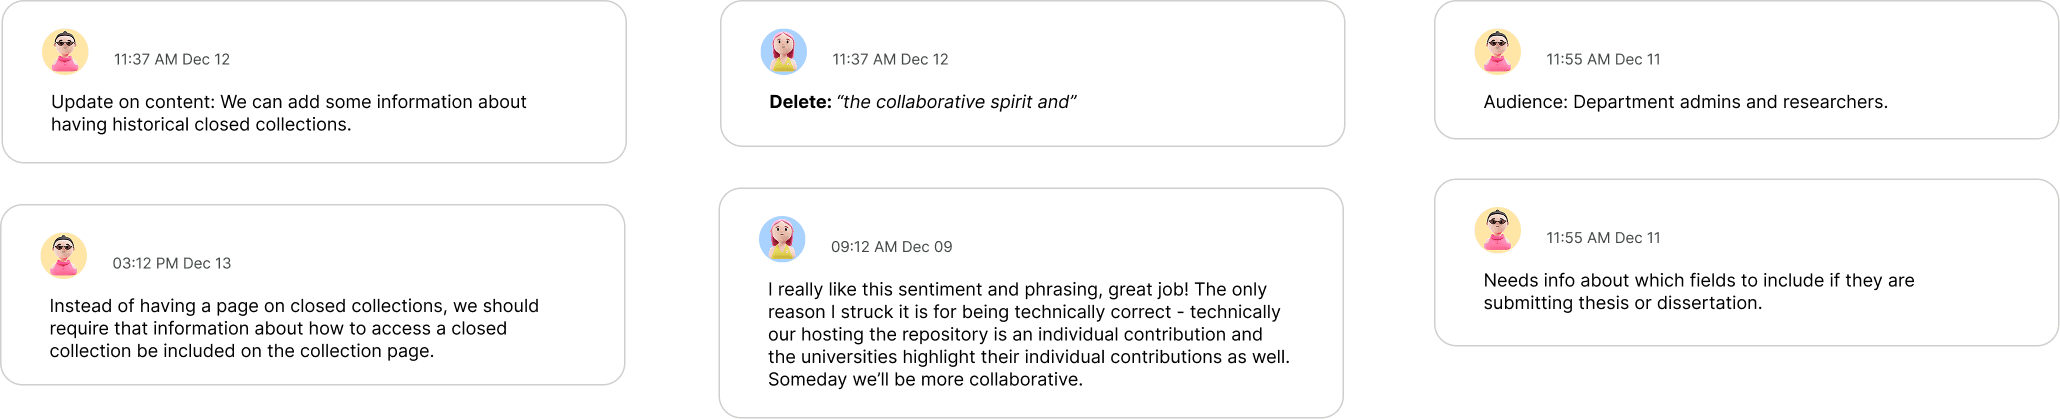 11:37 AM Dec 12
Update on content: We can add some information about
having historical closed collections.
03:12 PM Dec 13
Instead of having a page on closed collections, we should
require that information about how to access a closed
collection be included on the collection page.
11:37 AM Dec 12
Delete: “the collaborative spirit and”
09:12 AM Dec 09
I really like this sentiment and phrasing, great job! The only
reason I struck it is for being technically correct - technically
our hosting the repository is an individual contribution and
the universities highlight their individual contributions as well.
Someday we’ll be more collaborative.
11:55 AM Dec 11
Audience: Department admins and researchers.
11:55 AM Dec 11
Needs info about which fields to include if they are
submitting thesis or dissertation.